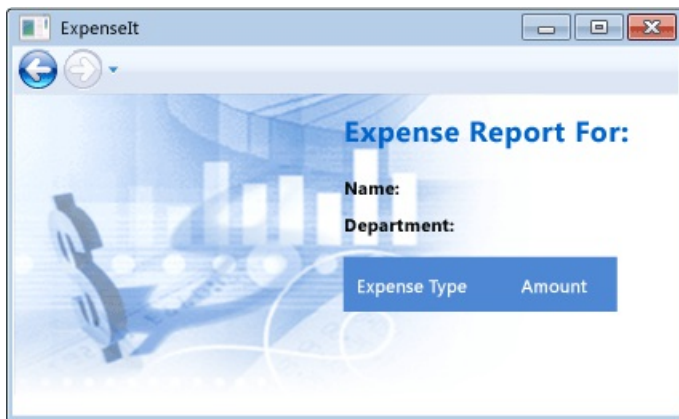 ExpenseIt
Expense Report For:
Name:
Department:
Expense Type Amount